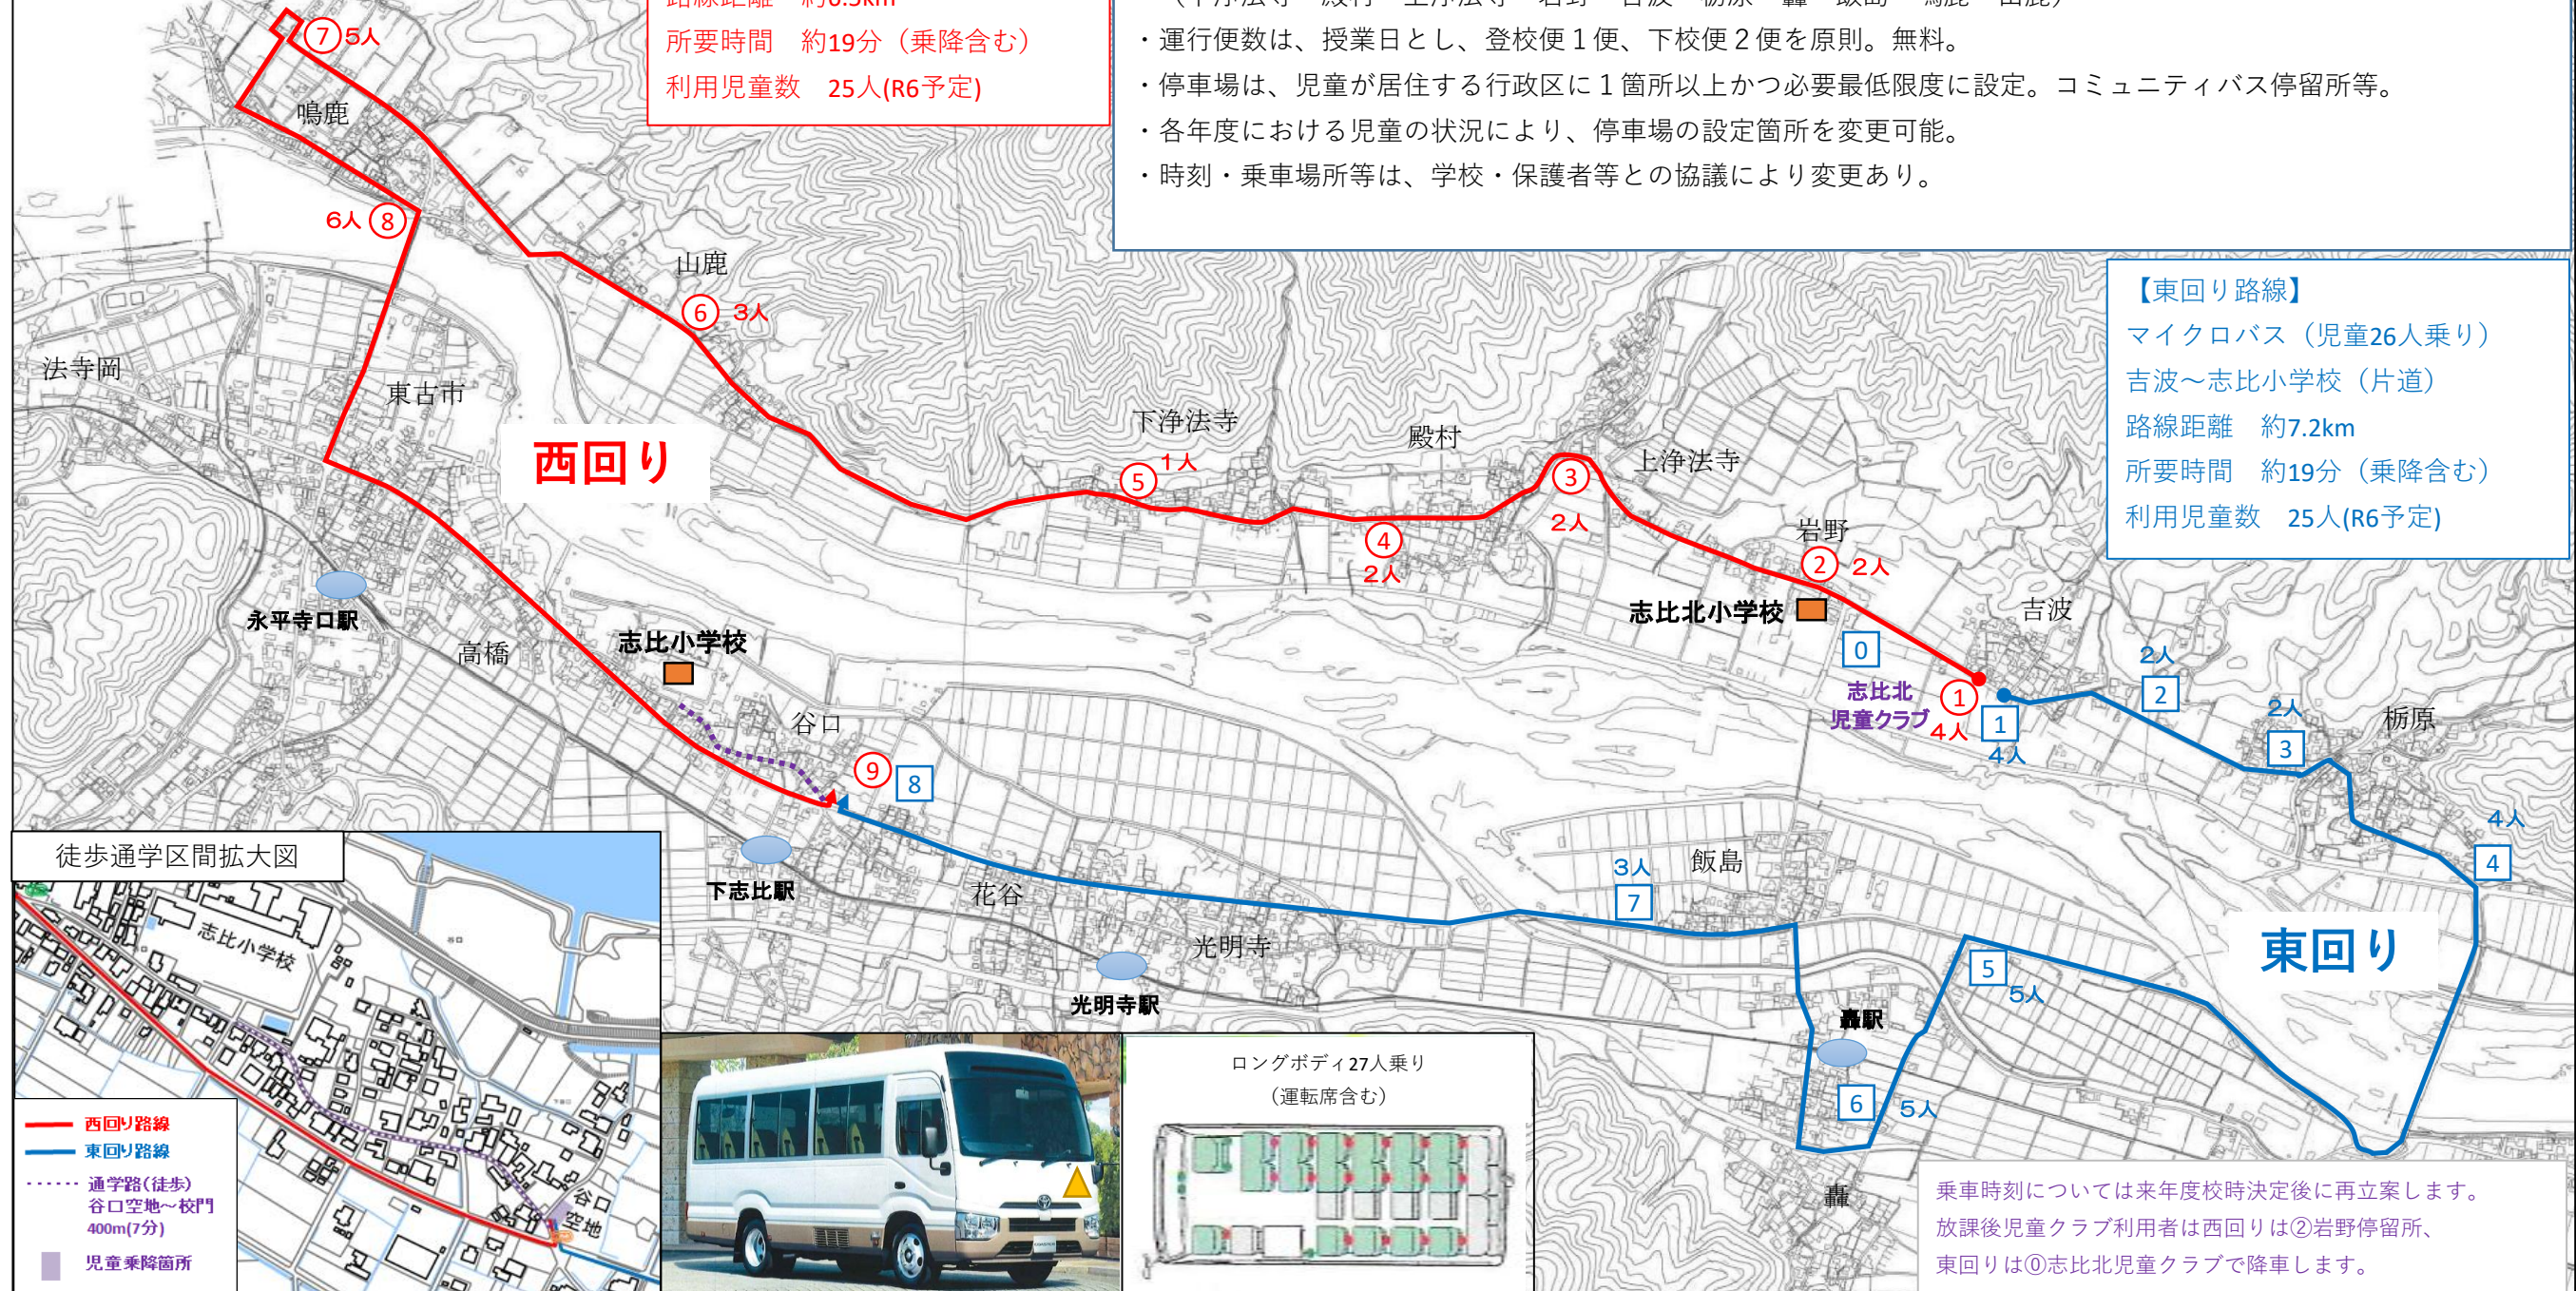 所要時間　約19分（乗降含む）
利用児童数　25人(R6予定)
・運行便数は、授業日とし、登校便１便、下校便２便を原則。無料。
・停車場は、児童が居住する行政区に１箇所以上かつ必要最低限度に設定。コミュニティバス停留所等。
・各年度における児童の状況により、停車場の設定箇所を変更可能。
・時刻・乗車場所等は、学校・保護者等との協議により変更あり。
⑦ 5人
鳴鹿
6人 ⑧
山鹿
⑥ 3人
法寺岡
東古市
西回り
下浄法寺
⑤ 1人
殿村
④
2人
上浄法寺
③
2人
岩野
② 2人
【東回り路線】
マイクロバス（児童26人乗り）
吉波～志比小学校（片道）
路線距離　約7.2km
所要時間　約19分（乗降含む）
利用児童数　25人(R6予定)
永平寺口駅
高橋
志比小学校
志比北小学校
吉波
0
志比北
児童クラブ
①
4人
1
4人
2人
2
2人
3
栃原
4人
4
谷口
⑨ 8
下志比駅
花谷
光明寺
光明寺駅
3人
7
飯島
5
5人
東回り
轟駅
6 5人
轟
徒歩通学区間拡大図
志比小学校
谷口
谷口
空地
西回り路線
東回り路線
通学路(徒歩)
谷口空地～校門
400m(7分)
児童乗降箇所
ロングボディ27人乗り
（運転席含む）
乗車時刻については来年度校時決定後に再立案します。
放課後児童クラブ利用者は西回りは②岩野停留所、
東回りは⓪志比北児童クラブで降車します。